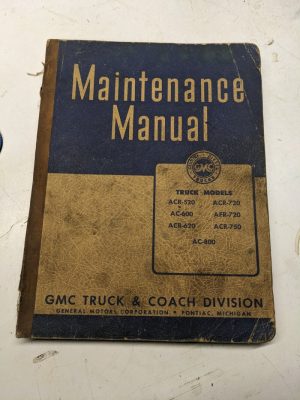 Maintenance
Manual
GMC
TRUCK MODELS
ACR-520 ACR-720
AC-600 AFR-720
ACR-620 ACR-750
AC-800
GMC TRUCK & COACH DIVISION
GENERAL MOTORS CORPORATION • PONTIAC, MICHIGAN